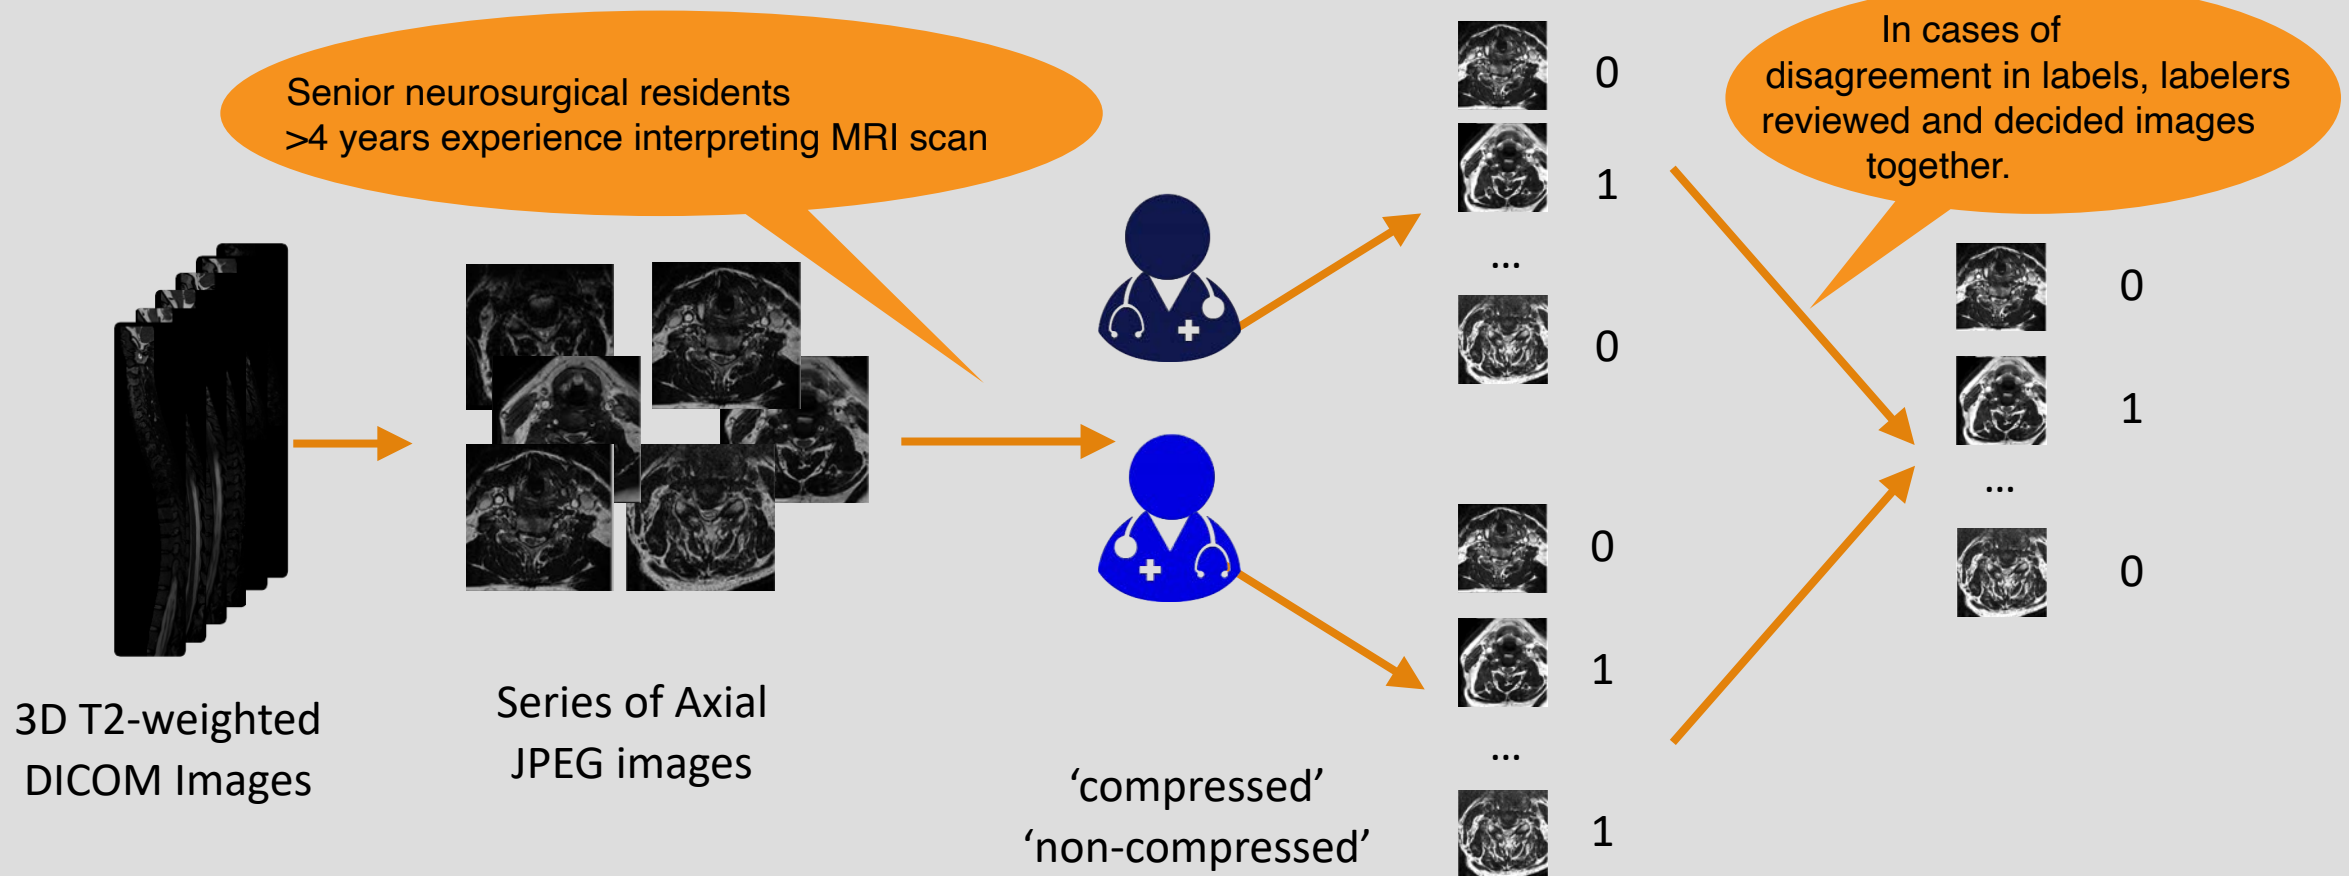 Senior neurosurgical residents
>4 years experience interpreting MRI scan
In cases of
disagreement in labels, labelers
reviewed and decided images
together.
3D T2-weighted
DICOM Images
Series of Axial
JPEG images
‘compressed’
‘non-compressed’
0
1
...
0
0
1
...
1
0
1
...
0